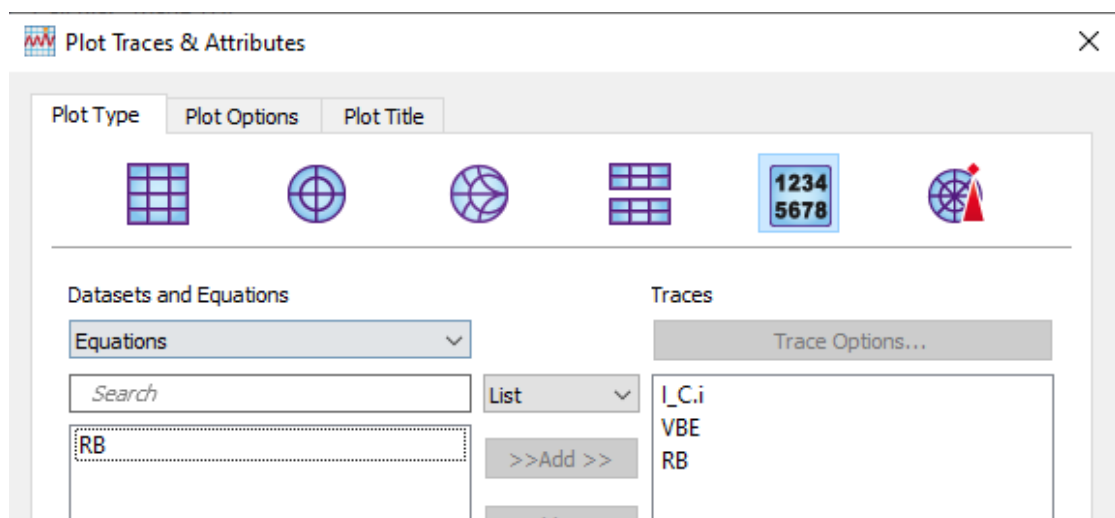 Plot Traces & Attributes
Plot Type Plot Options Plot Title
1234
5678
Datasets and Equations Traces
Equations Trace Options...
Search List I_C.i
VBE
RB >>Add >> RB